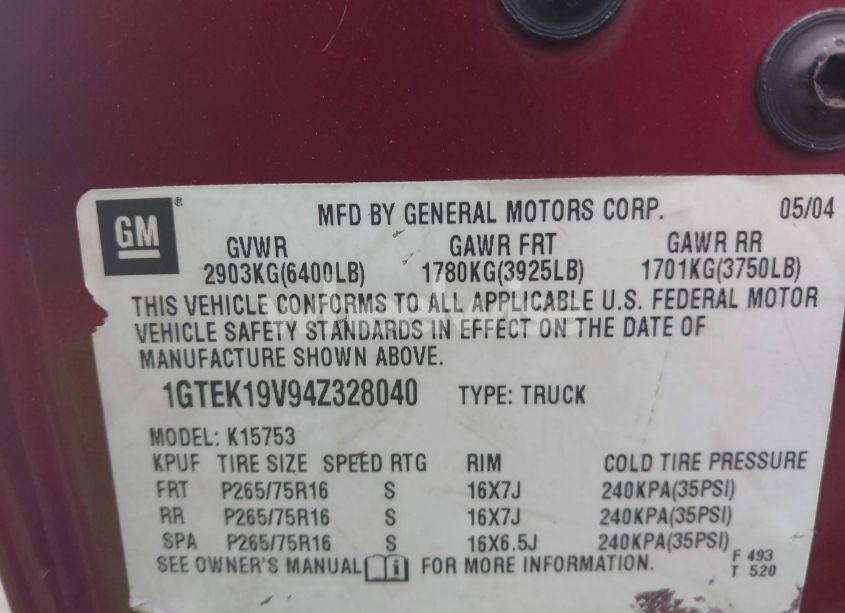 GM ®
MFD BY GENERAL MOTORS CORP. 05/04
GVWR GAWR FRT GAWR RR
2903KG(6400LB) 1780KG(3925LB) 1701KG(3750LB)
THIS VEHICLE CONFORMS TO ALL APPLICABLE U.S. FEDERAL MOTOR
VEHICLE SAFETY STANDARDS IN EFFECT ON THE DATE OF
MANUFACTURE SHOWN ABOVE.
1GTEK19V94Z328040 TYPE: TRUCK
MODEL: K15753
KPUF TIRE SIZE SPEED RTG RIM COLD TIRE PRESSURE
FRT P265/75R16 S 16X7J 240KPA(35PSI)
RR P265/75R16 S 16X7J 240KPA(35PSI)
SPA P265/75R16 S 16X6.5J 240KPA(35PSI)
SEE OWNER'S MANUAL i FOR MORE INFORMATION. F 493
T 520